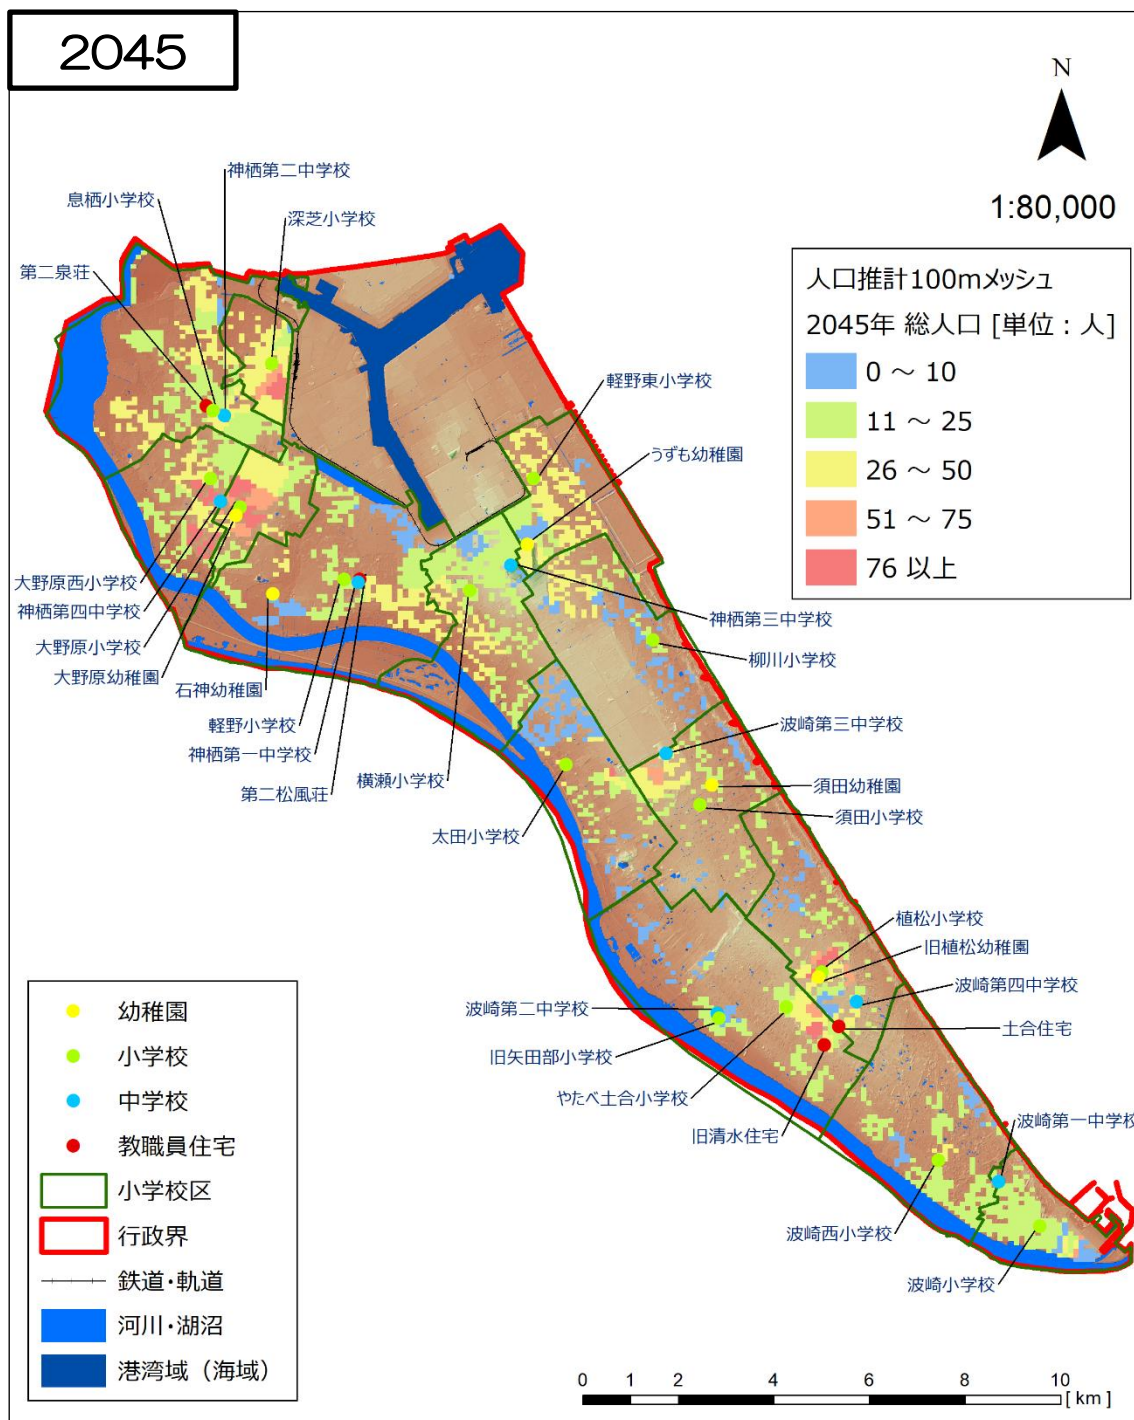 2045
N
1:80,000
人口推計100mメッシュ
2045年 総人口 [単位：人]
0 ～ 10
11 ～ 25
26 ～ 50
51 ～ 75
76 以上
神栖第二中学校
息栖小学校
深芝小学校
第二泉荘
軽野東小学校
うずも幼稚園
大野原西小学校
神栖第四中学校
大野原小学校
大野原幼稚園
石神幼稚園
軽野小学校
神栖第一中学校
第二松風荘
横瀬小学校
神栖第三中学校
柳川小学校
波崎第三中学校
須田幼稚園
須田小学校
太田小学校
植松小学校
旧植松幼稚園
波崎第四中学校
土合住宅
波崎第二中学校
旧矢田部小学校
やたべ土合小学校
旧清水住宅
波崎第一中学校
波崎西小学校
波崎小学校
幼稚園
小学校
中学校
教職員住宅
小学校区
行政界
鉄道・軌道
河川・湖沼
港湾域（海域）
0 1 2 4 6 8 10
[ km ]